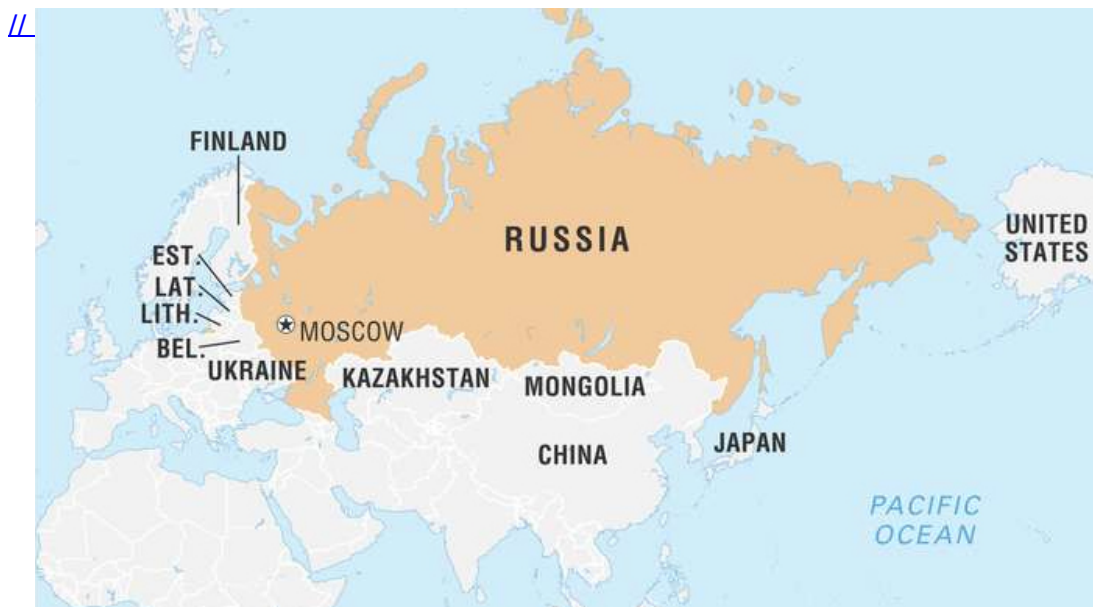 //
FINLAND
RUSSIA
UNITED
STATES
EST.
LAT.
LITH.
MOSCOW
BEL.
UKRAINE
KAZAKHSTAN
MONGOLIA
CHINA
JAPAN
PACIFIC
OCEAN